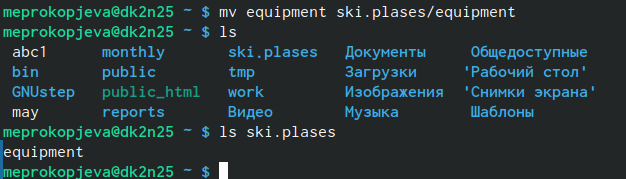 meprokopjeva@dk2n25 ~ $ mv equipment ski.plases/equipment
meprokopjeva@dk2n25 ~ $ ls
abc1 monthly ski.plases Документы Общедоступные
bin public tmp Загрузки 'Рабочий стол'
GNUstep public_html work Изображения 'Снимки экрана'
may reports Видео Музыка Шаблоны
meprokopjeva@dk2n25 ~ $ ls ski.plases
equipment
meprokopjeva@dk2n25 ~ $